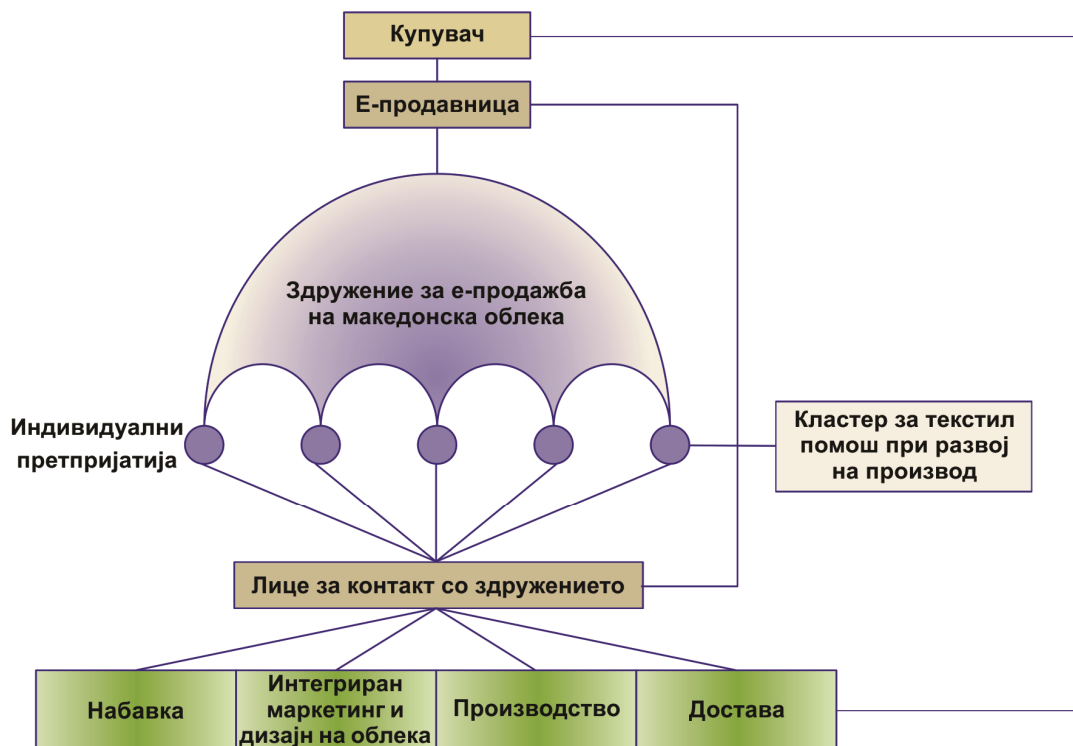 Купувач
Е-продавница
Здружение за е-продажба
на македонска облека
Индивидуални
претпријатија
Кластер за текстил
помош при развој
на производ
Лице за контакт со здружението
Набавка
Интегриран
маркетинг и
дизајн на облека
Производство
Достава